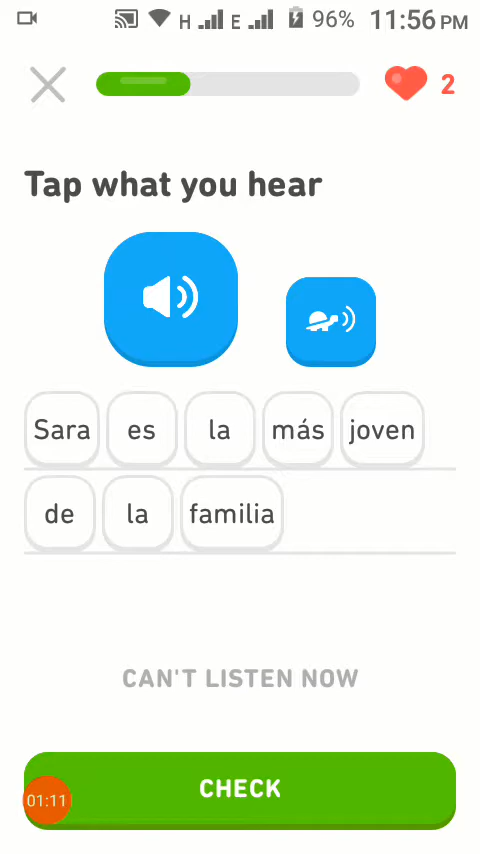 H E 96% 11:56 PM
2
Tap what you hear
Sara es la más joven
de la familia
CAN'T LISTEN NOW
CHECK
01:11